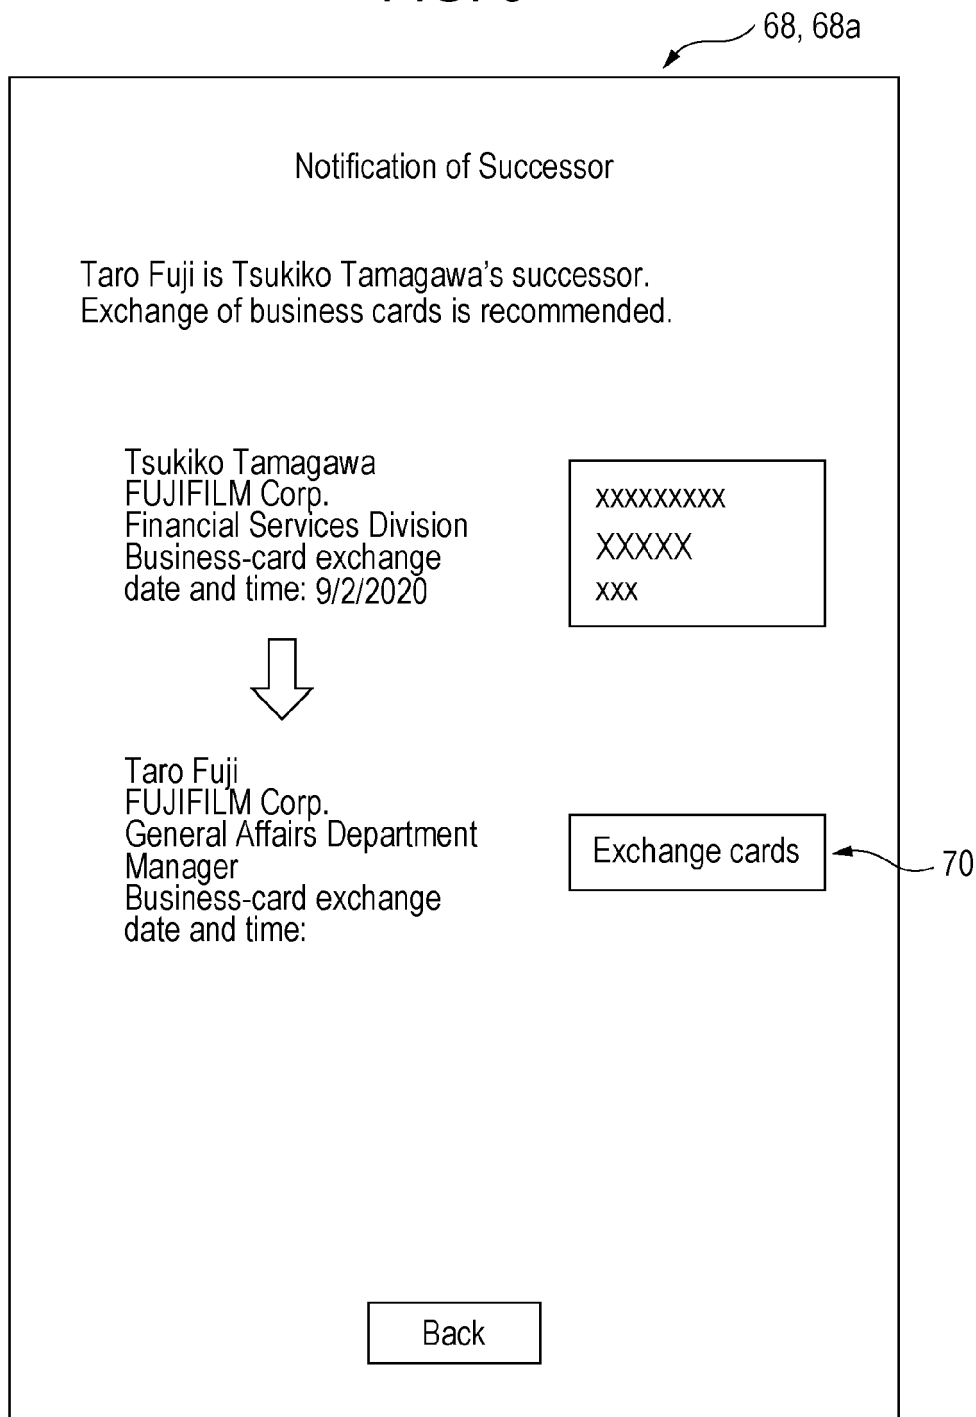 68, 68a
Notification of Successor
Taro Fuji is Tsukiko Tamagawa's successor.
Exchange of business cards is recommended.
Tsukiko Tamagawa
FUJIFILM Corp.
Financial Services Division
Business-card exchange
date and time: 9/2/2020
xxxxxxxxx
XXXXX
xxx
Taro Fuji
FUJIFILM Corp.
General Affairs Department
Manager
Business-card exchange
date and time:
Exchange cards
70
Back